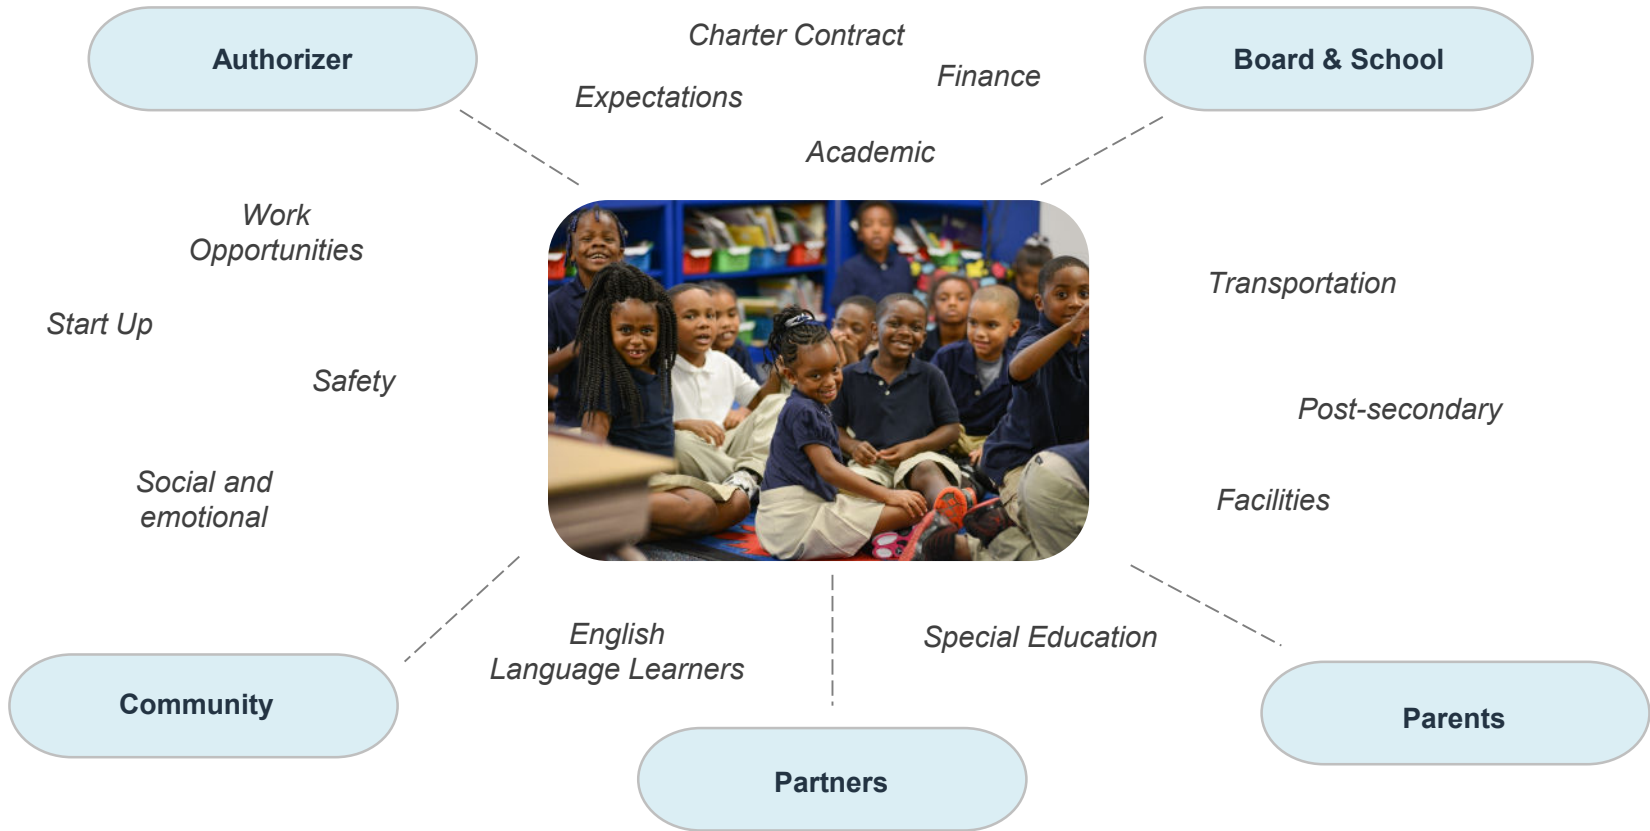 Charter Contract
Authorizer
Board & School
Finance
Expectations
Academic
Work
Opportunities
Transportation
Start Up
Safety
Post-secondary
Social and
emotional
Facilities
English
Language Learners
Special Education
Community
Parents
Partners